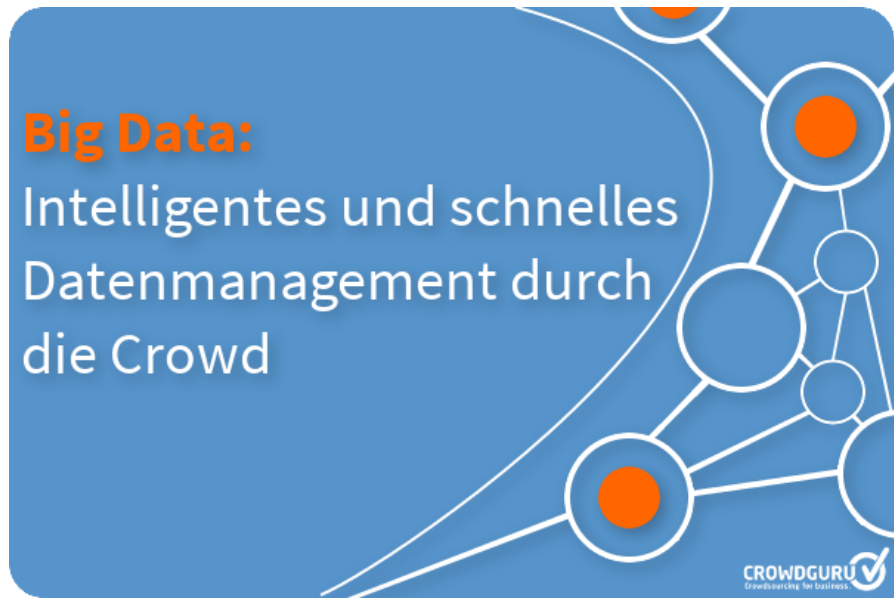 Big Data:
Intelligentes und schnelles
Datenmanagement durch
die Crowd
CROWDGURU
Crowdsourcing for business.